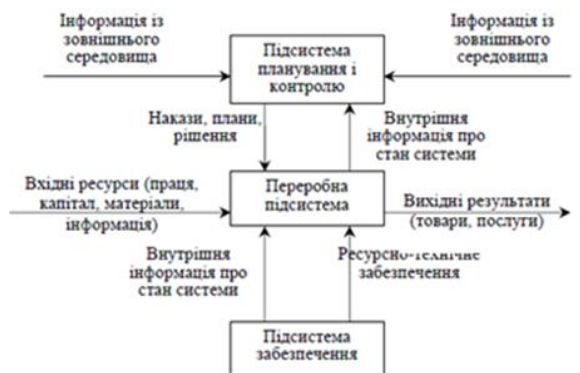 Інформація із
зовнішнього
середовища
Підсистема
планування і
контролю
Інформація із
зовнішнього
середовища
Накази, плани,
рішення
Внутрішня
інформація про
стан системи
Вхідні ресурси (праця,
капітал, матеріали,
інформація)
Переробна
підсистема
Вихідні результати
(товари, послуги)
Внутрішня
інформація про
стан системи
Ресурсно-технічне
забезпечення
Підсистема
забезпечення